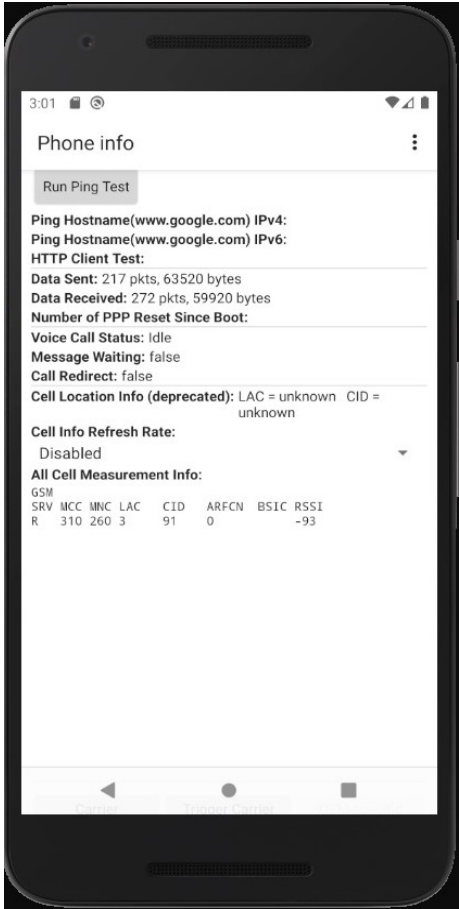 3:01
Phone info
Run Ping Test
Ping Hostname(www.google.com) IPv4:
Ping Hostname(www.google.com) IPv6:
HTTP Client Test:
Data Sent: 217 pkts, 63520 bytes
Data Received: 272 pkts, 59920 bytes
Number of PPP Reset Since Boot:
Voice Call Status: Idle
Message Waiting: false
Call Redirect: false
Cell Location Info (deprecated): LAC = unknown CID =
unknown
Cell Info Refresh Rate:
Disabled
All Cell Measurement Info:
GSM
SRV MCC MNC LAC CID ARFCN BSIC RSSI
R 310 260 3 91 0 -93
Carrier Trigger Carrier